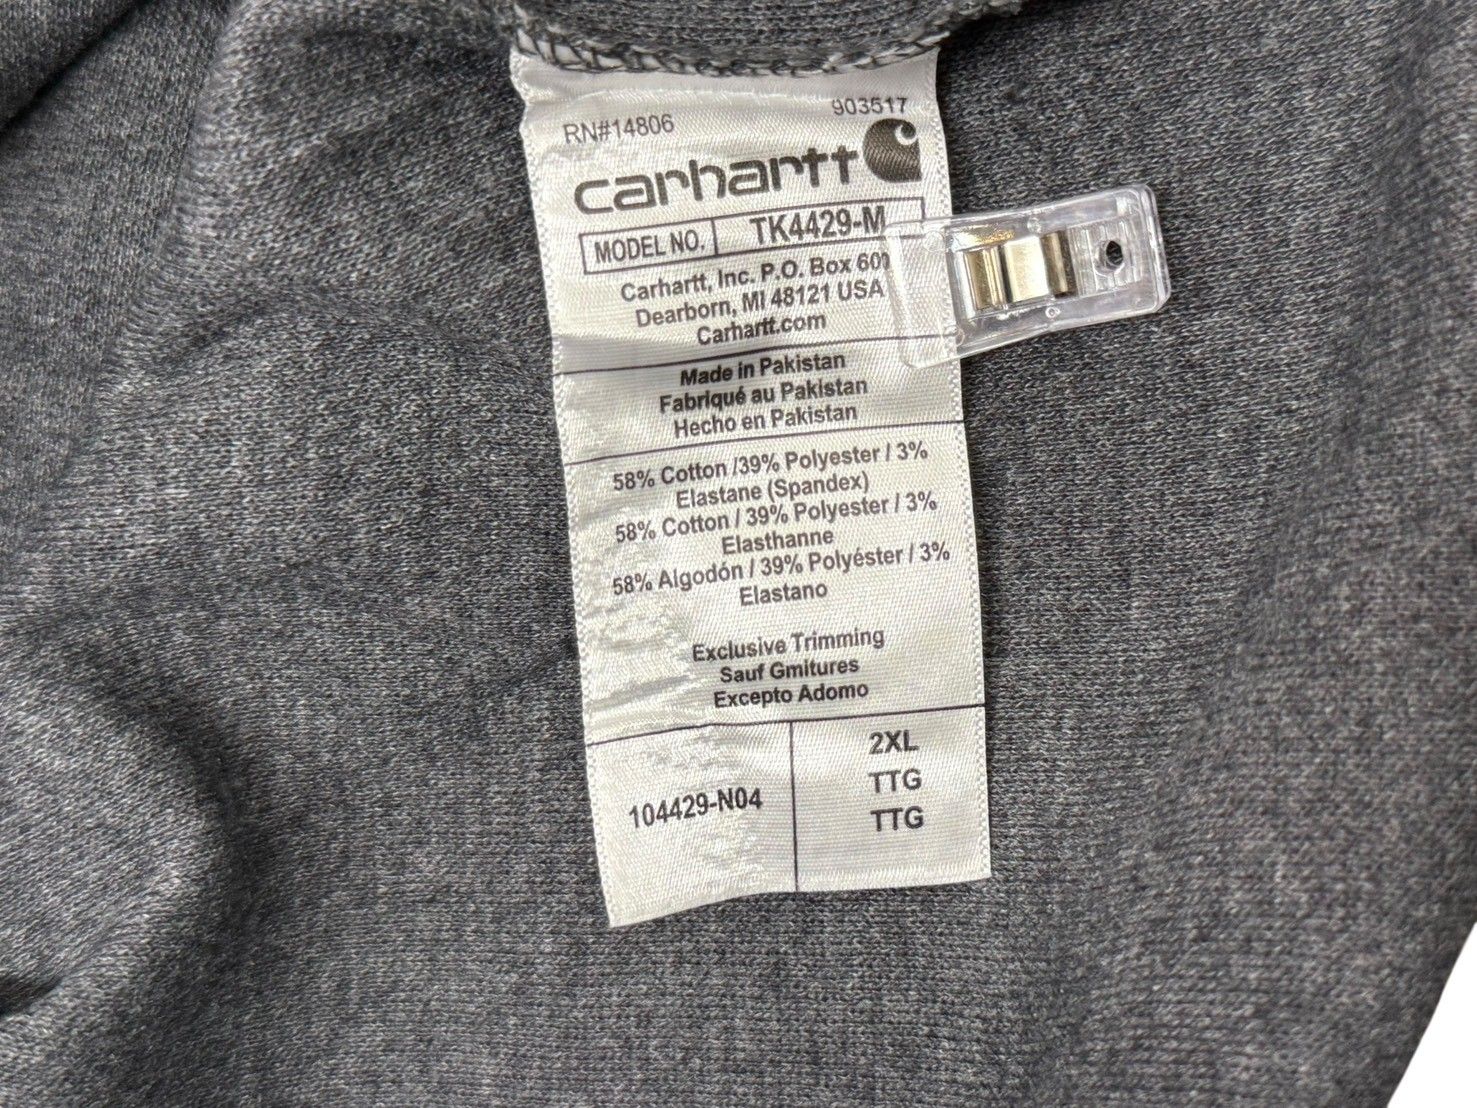 RN#14806 903517
carhartt
MODEL NO. TK4429-M
Carhartt, Inc. P.O. Box 600
Dearborn, MI 48121 USA
Carhartt.com
Made in Pakistan
Fabriqué au Pakistan
Hecho en Pakistan
58% Cotton /39% Polyester / 3%
Elastane (Spandex)
58% Cotton / 39% Polyester / 3%
Elasthanne
58% Algodón / 39% Polyéster / 3%
Elastano
Exclusive Trimming
Sauf Gmitures
Excepto Adorno
104429-N04
2XL
TTG
TTG